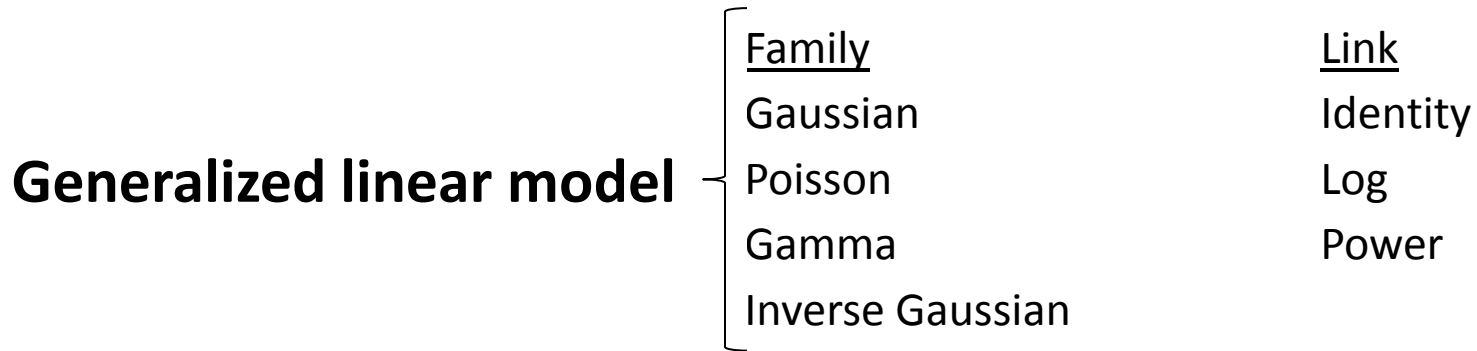 Family Link
Gaussian Identity
Generalized linear model Poisson Log
Gamma Power
Inverse Gaussian